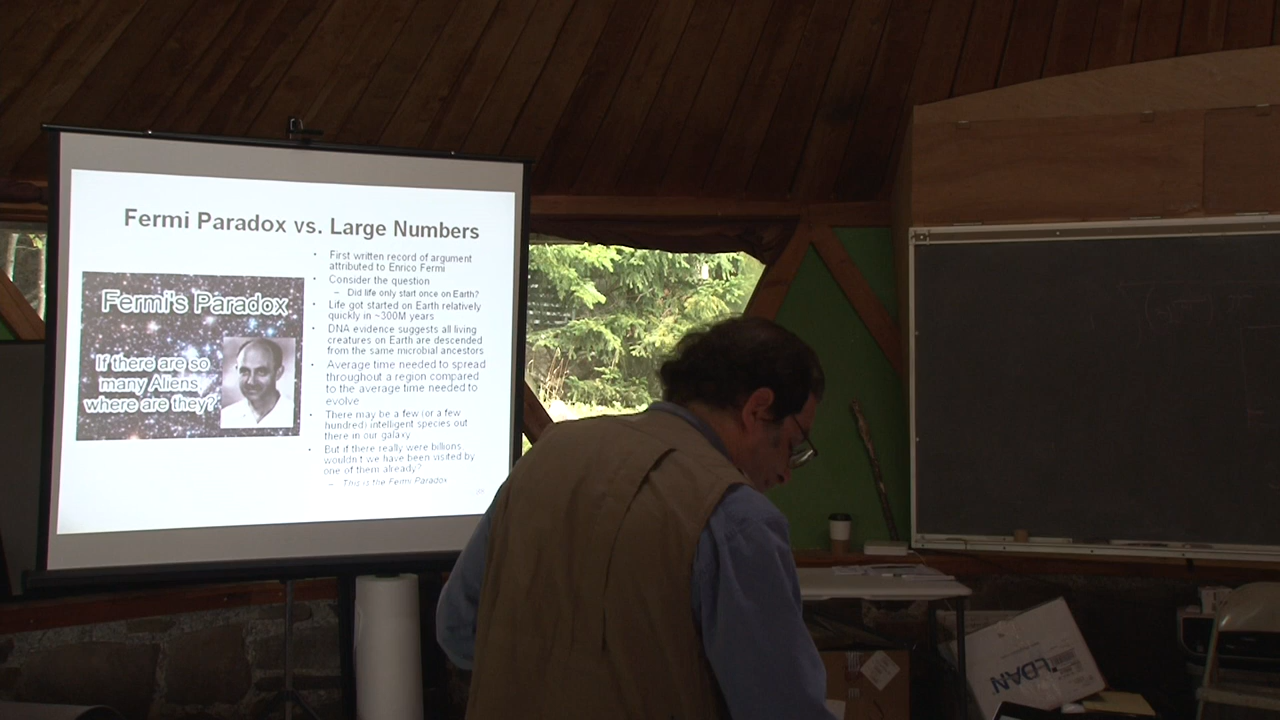 Fermi Paradox vs. Large Numbers
Fermi's Paradox
If there are so
many Aliens,
where are they?
• First written record of argument
attributed to Enrico Fermi
• Consider the question
– Did life only start once on Earth?
• Life got started on Earth relatively
quickly in ~300M years
• DNA evidence suggests all living
creatures on Earth are descended
from the same microbial ancestors
• Average time needed to spread
throughout a region compared
to the average time needed to
evolve
• There may be a few (or a few
hundred) intelligent species out
there in our galaxy
• But if there really were billions
wouldn't we have been visited by
one of them already?
– This is the Fermi Paradox